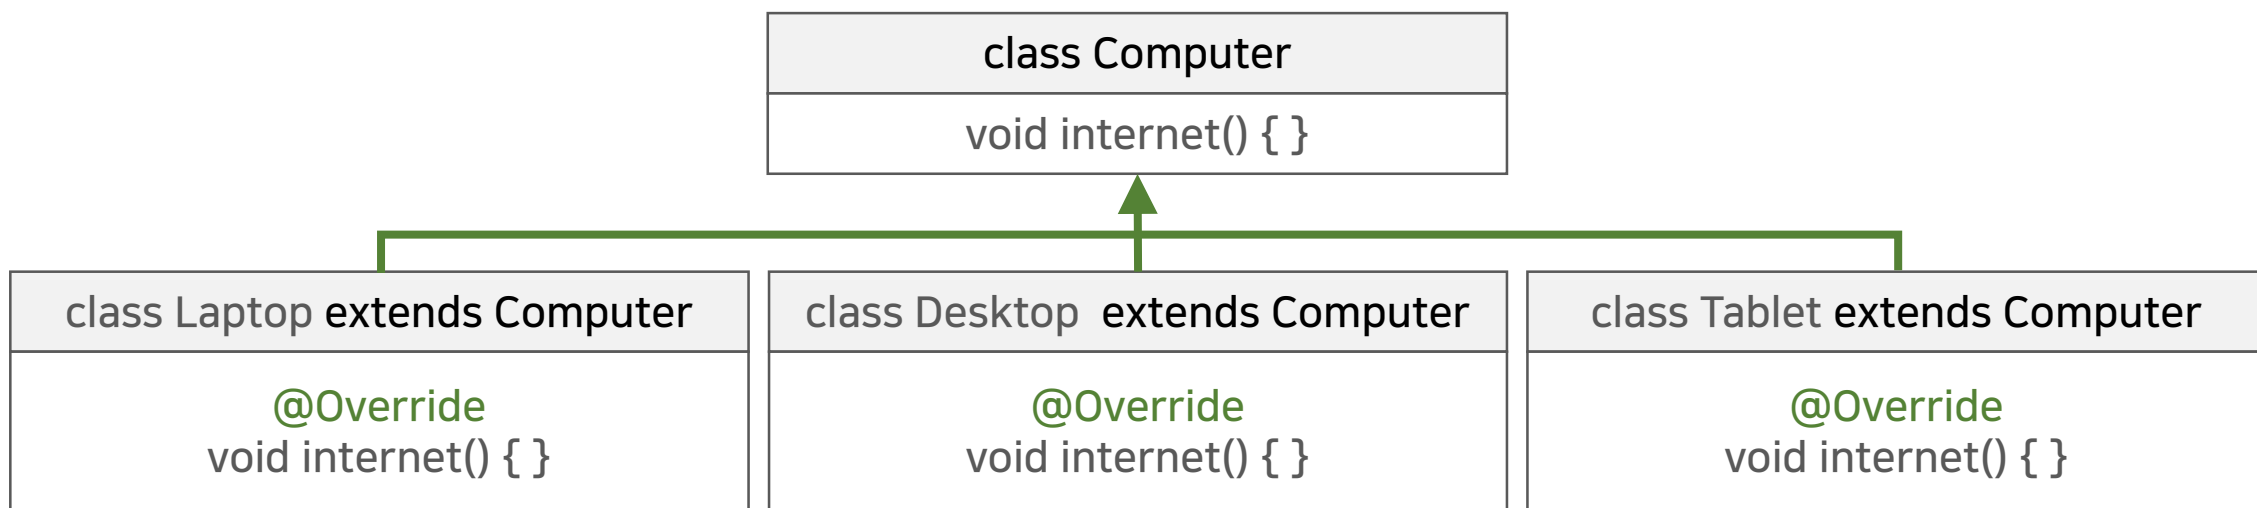 class Computer
void internet() { }
class Laptop extends Computer
class Desktop extends Computer
class Tablet extends Computer
@Override
void internet() { }
@Override
void internet() { }
@Override
void internet() { }